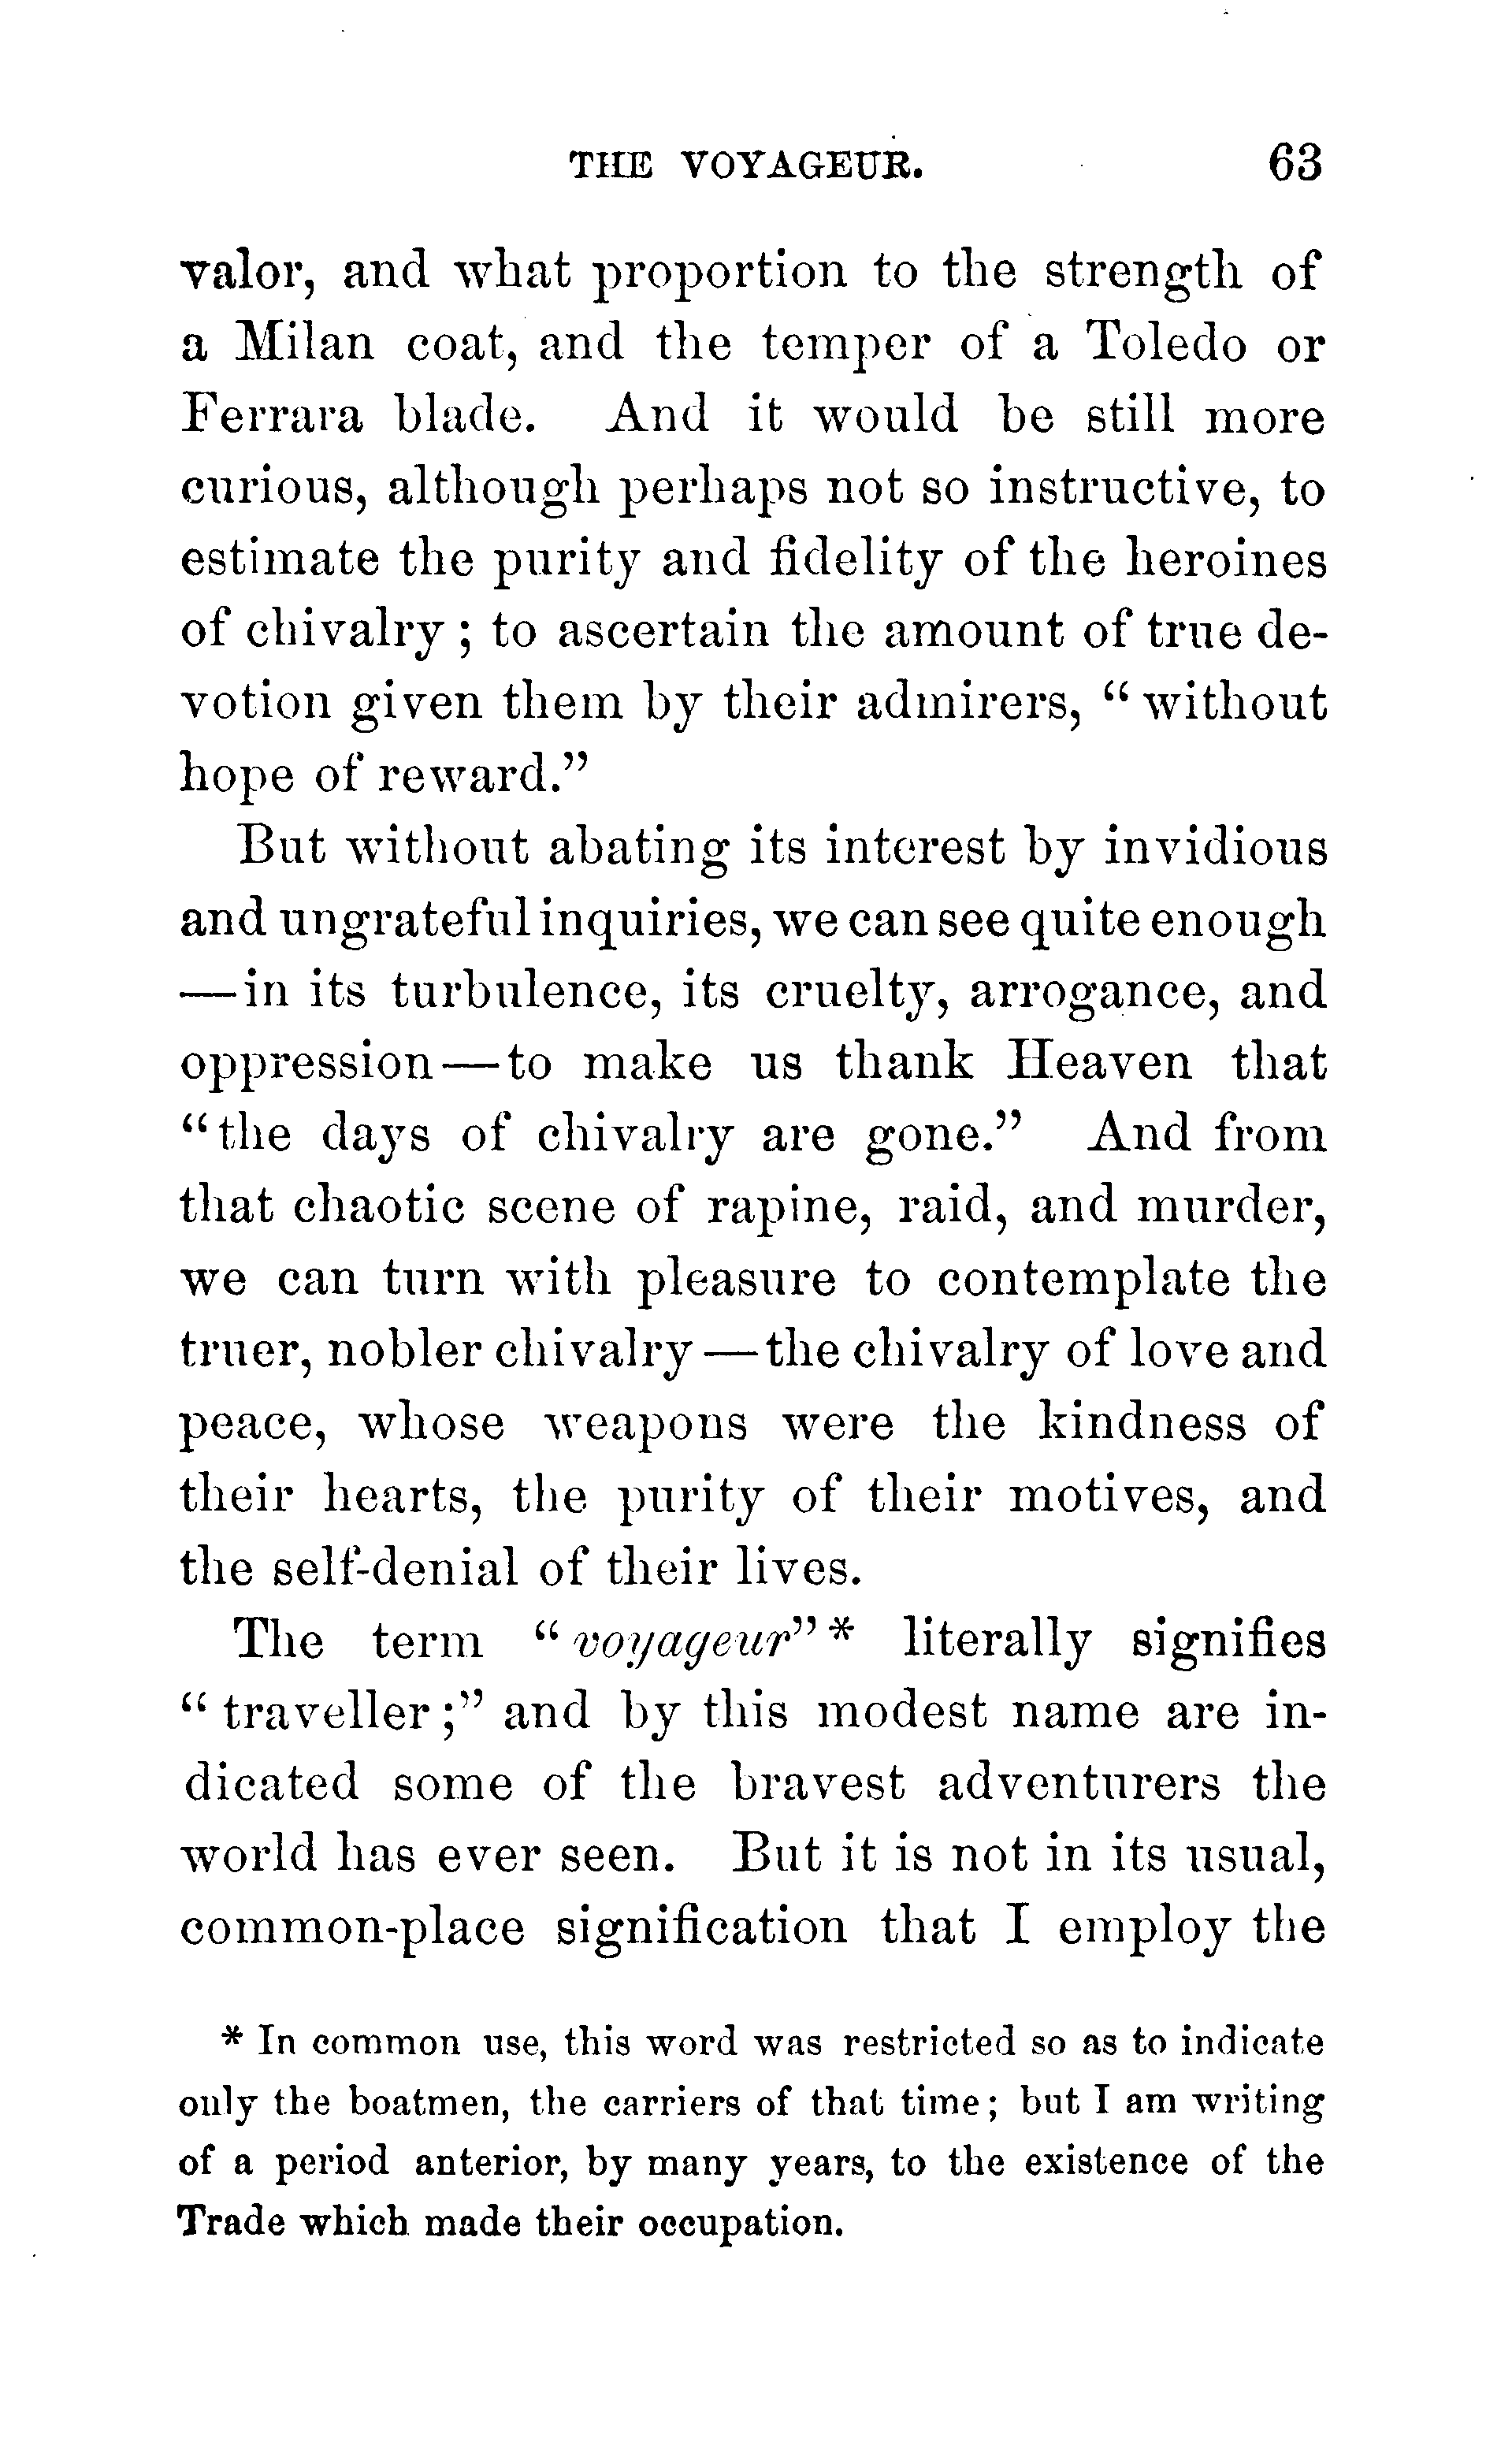 THE VOYAGEUR. 63
valor, and what proportion to the strength of
a Milan coat, and the temper of a Toledo or
Ferrara blade. And it would be still more
curious, although perhaps not so instructive, to
estimate the purity and fidelity of the heroines
of chivalry; to ascertain the amount of true de-
votion given them by their admirers, "without
hope of reward."
But without abating its interest by invidious
and ungrateful inquiries, we can see quite enough
—in its turbulence, its cruelty, arrogance, and
oppression—to make us thank Heaven that
"the days of chivalry are gone." And from
that chaotic scene of rapine, raid, and murder,
we can turn with pleasure to contemplate the
truer, nobler chivalry—the chivalry of love and
peace, whose weapons were the kindness of
their hearts, the purity of their motives, and
the self-denial of their lives.
The term "voyageur"* literally signifies
"traveller;" and by this modest name are in-
dicated some of the bravest adventurers the
world has ever seen. But it is not in its usual,
common-place signification that I employ the
* In common use, this word was restricted so as to indicate
only the boatmen, the carriers of that time; but I am writing
of a period anterior, by many years, to the existence of the
Trade which made their occupation.